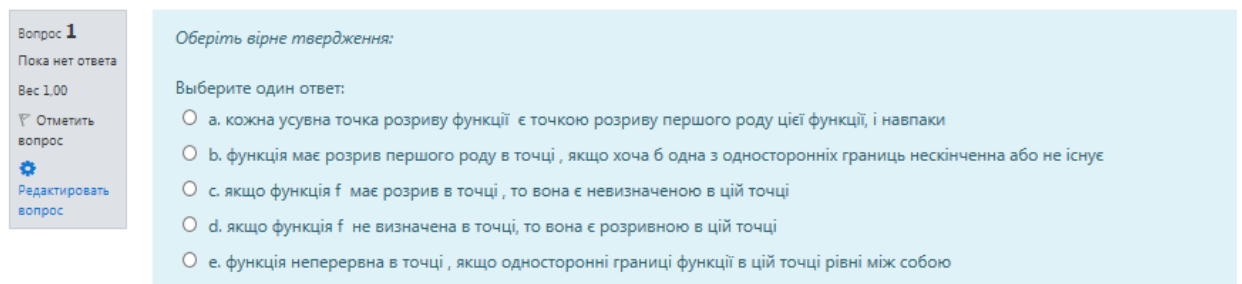 Вопрос 1
Пока нет ответа
Вес 1,00
Отметить
вопрос
Редактировать
вопрос
Оберіть вірне твердження:
Выберите один ответ:
a. кожна усувна точка розриву функції є точкою розриву першого роду цієї функції, і навпаки
b. функція має розрив першого роду в точці , якщо хоча б одна з односторонніх границь нескінченна або не існує
c. якщо функція f має розрив в точці , то вона є невизначеною в цій точці
d. якщо функція f не визначена в точці, то вона є розривною в цій точці
e. функція неперервна в точці , якщо односторонні границі функції в цій точці рівні між собою